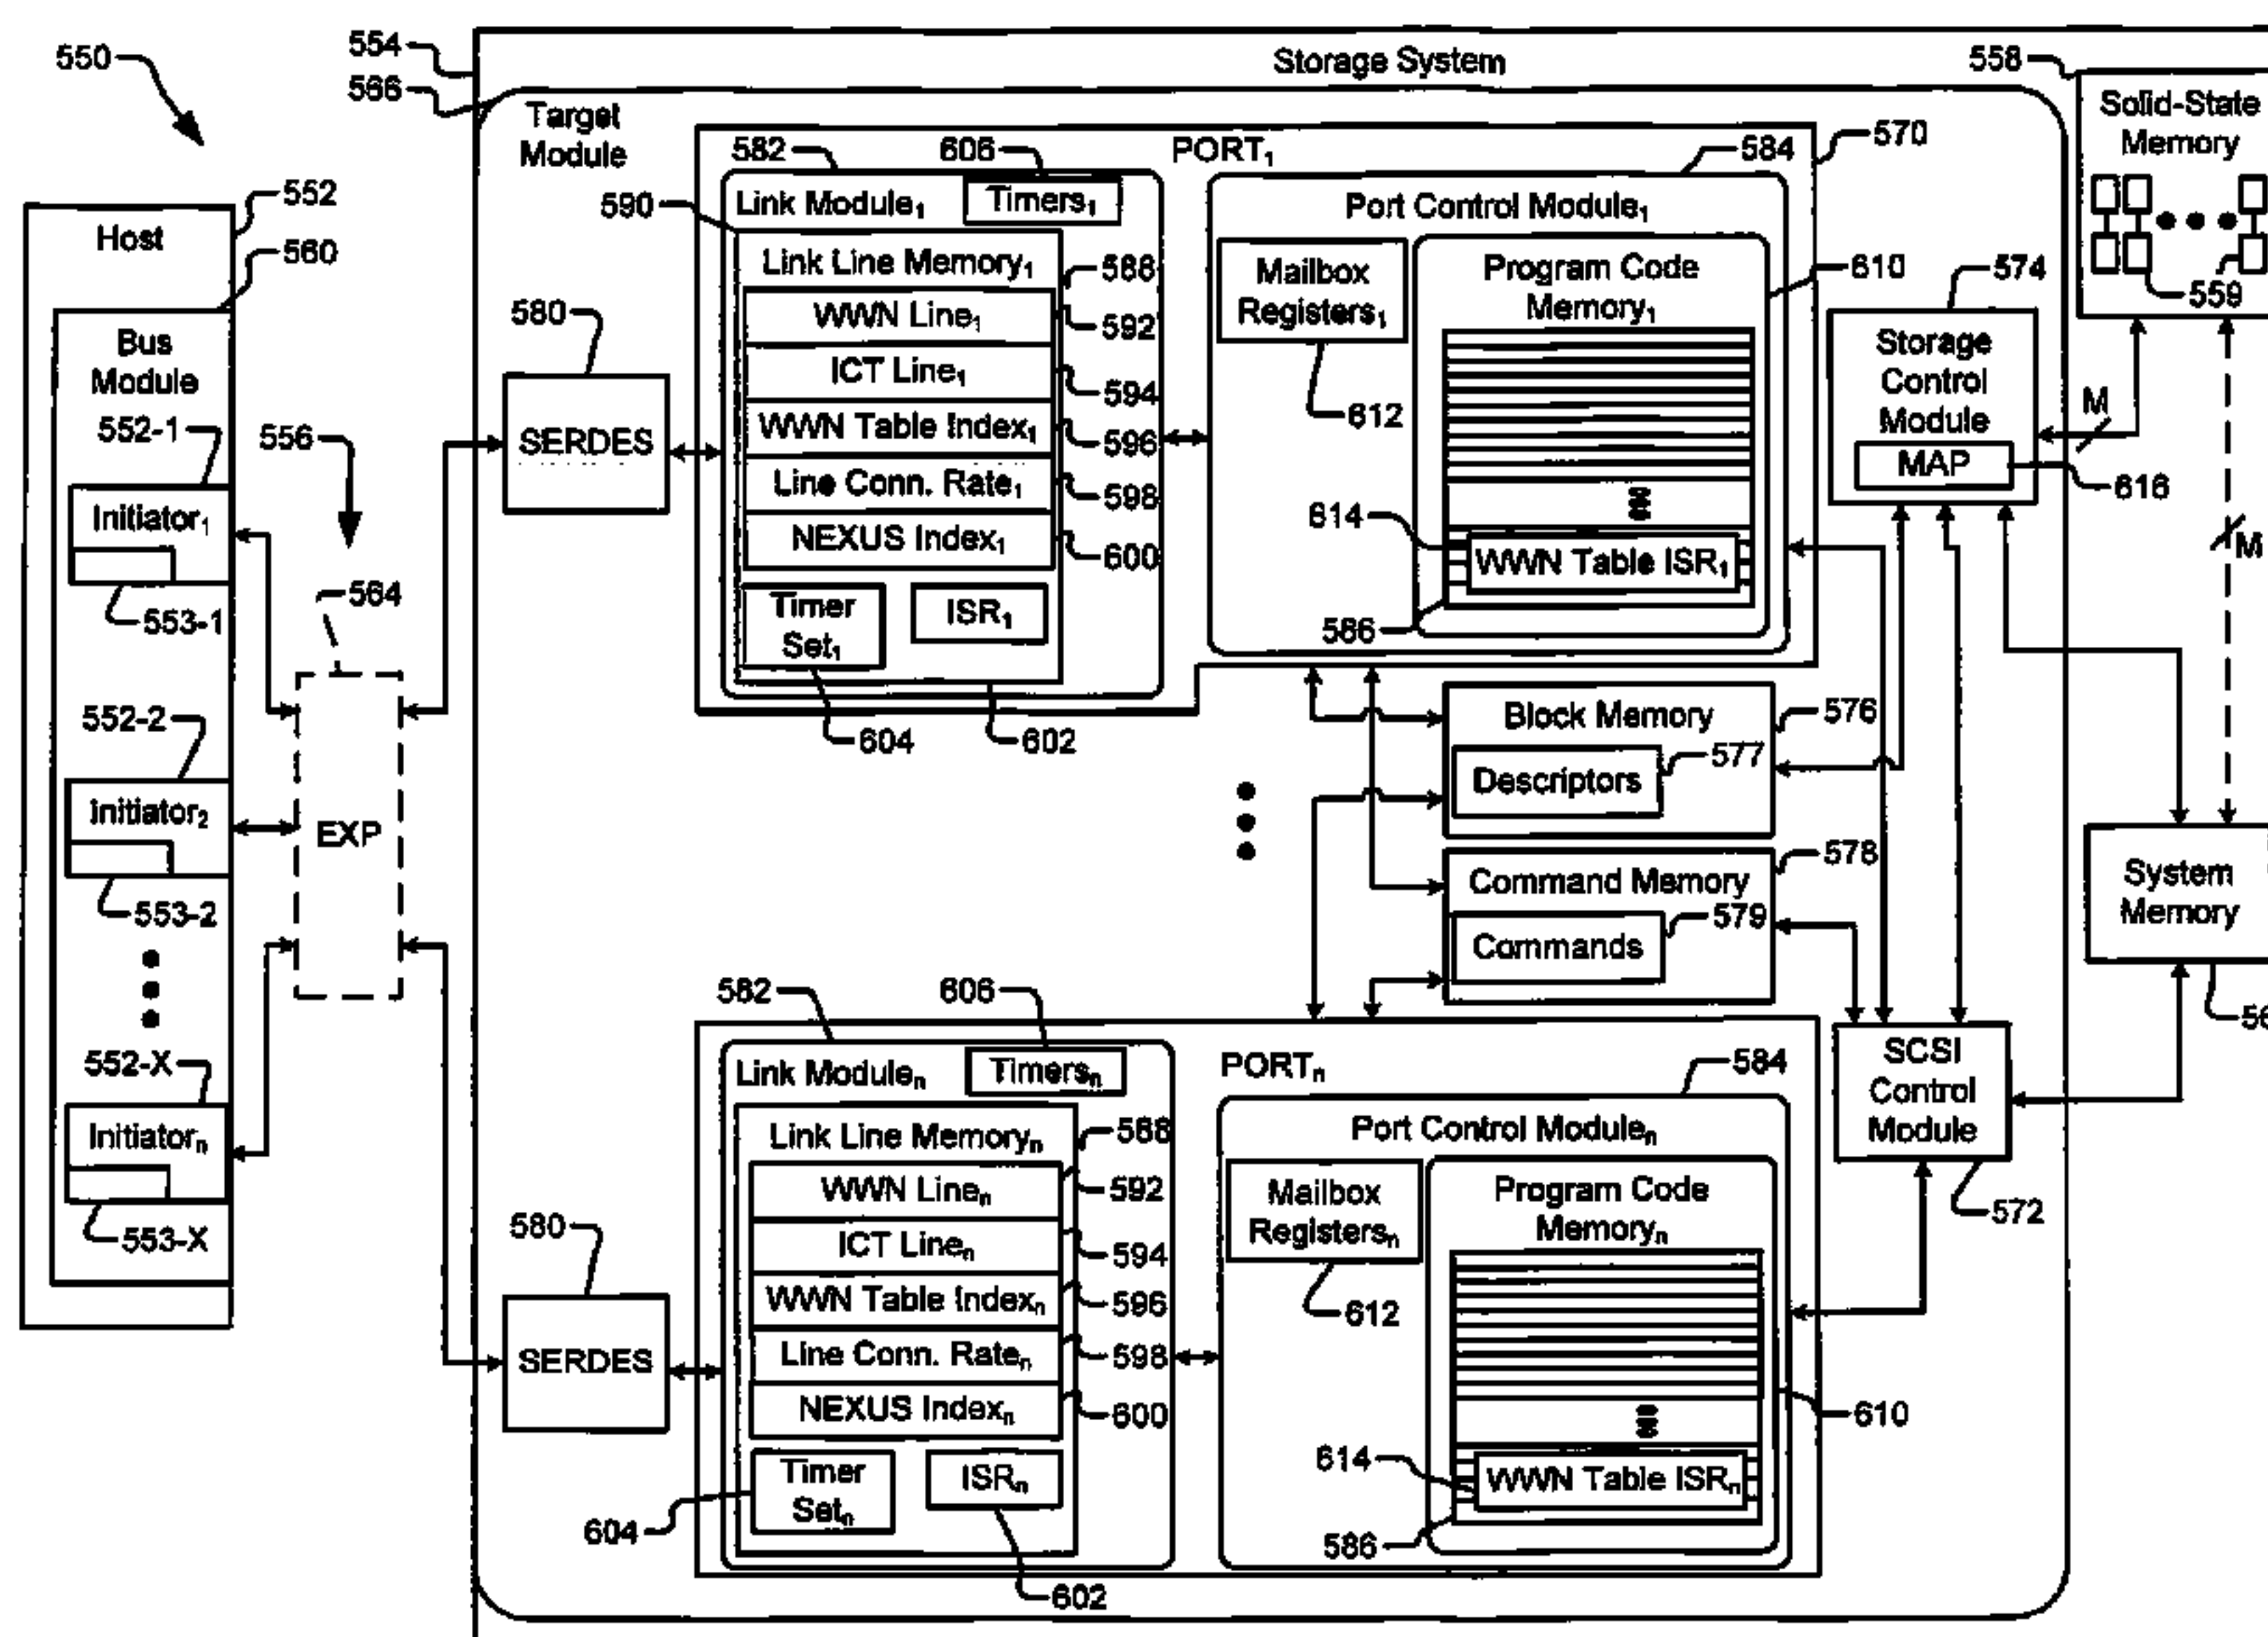 550
554
566
Storage System
558
Solid-State
Memory
559
Target
Module
570
582
606
PORT₁
584
552
Host
560
Bus
Module
590
Link Module₁
Timers₁
Link Line Memory₁
588
WWN Line₁
592
ICT Line₁
594
WWN Table Index₁
596
Line Conn. Rate₁
598
NEXUS Index₁
600
Timer
Set₁
ISR₁
604
602
Port Control Module₁
Mailbox
Registers₁
612
Program Code
Memory₁
610
614
WWN Table ISR₁
586
574
Storage
Control
Module
MAP
616
M
M
580
SERDES
552-1
556
Initiator₁
553-1
564
552-2
Initiator₂
553-2
EXP
552-X
Initiatorₙ
553-X
Block Memory
576
Descriptors
577
Command Memory
578
Commands
579
System
Memory
SCSI
Control
Module
572
582
606
PORTₙ
584
Link Moduleₙ
Timersₙ
Link Line Memoryₙ
588
WWN Lineₙ
592
ICT Lineₙ
594
WWN Table Indexₙ
596
Line Conn. Rateₙ
598
NEXUS Indexₙ
600
Timer
Setₙ
ISRₙ
604
602
580
SERDES
Port Control Moduleₙ
Mailbox
Registersₙ
612
Program Code
Memoryₙ
610
614
WWN Table ISRₙ
586